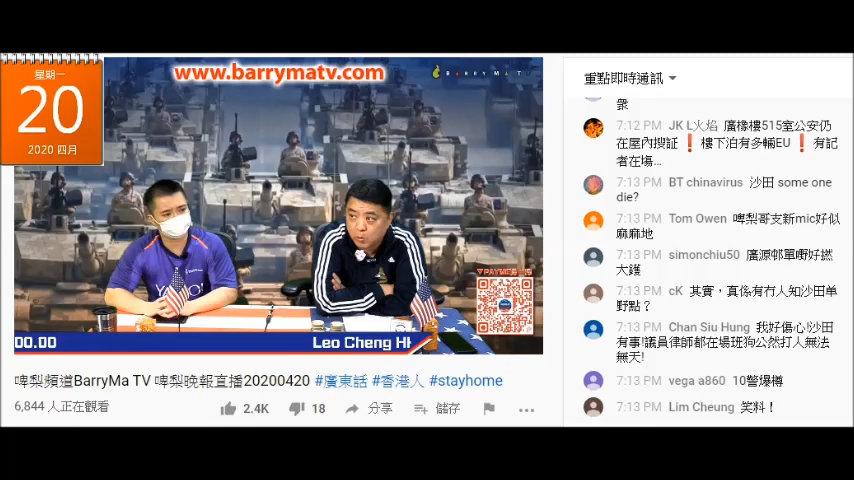 星期一
20
2020 四月
www.barrymatv.com
BARRYMAT
YAHOO!
PAYME
00.00
Leo Cheng HK
啤梨頻道BarryMa TV 啤梨晚報直播20200420 #廣東話 #香港人 #stayhome
6,844 人正在觀看
2.4K
18
分享
儲存
重點即時通訊
衆
7:12 PM JK L火焰 廣橡樓515室公安仍
在屋內搜証❗樓下泊有多輛EU❗有記
者在塲...
7:13 PM BT chinavirus 沙田 some one
die?
7:13 PM Tom Owen 啤梨哥支新mic好似
麻麻地
7:13 PM simonchiu50 廣源邨單嘢好撚
大鑊
7:13 PM cK 其實，真係有冇人知沙田单
野點？
7:13 PM Chan Siu Hung 我好傷心!沙田
有事!議員律師都在場班狗公然打人無法
無天!
7:13 PM vega a860 10警爆樽
7:13 PM Lim Cheung 笑料！